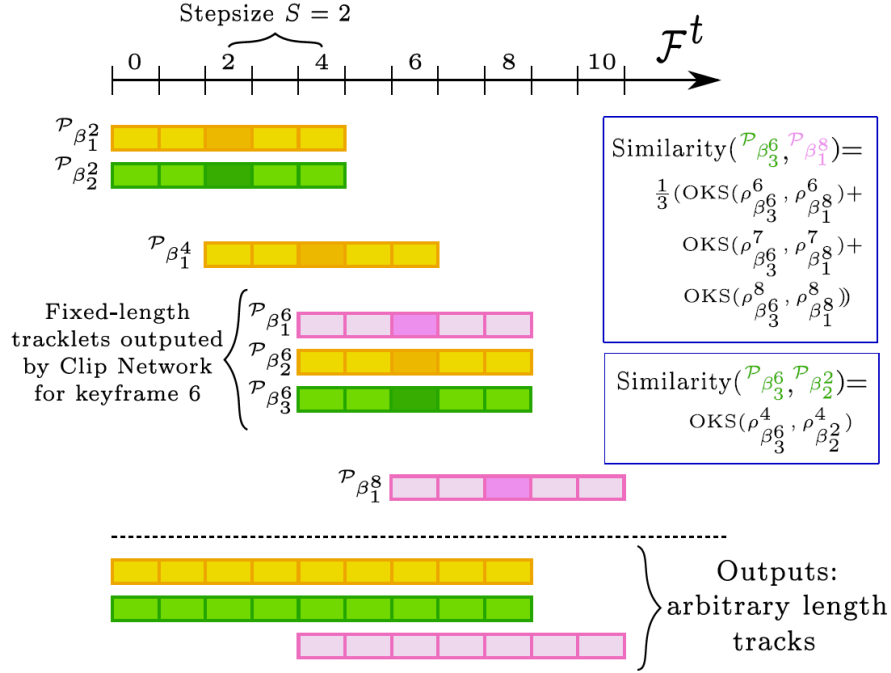 Stepsize S = 2
0 2 4 6 8 10
𝓕^t
𝒫_{β_1^2}
𝒫_{β_2^2}
𝒫_{β_1^4}
Fixed-length
tracklets outputed
by Clip Network
for keyframe 6
𝒫_{β_1^6}
𝒫_{β_2^6}
𝒫_{β_3^6}
𝒫_{β_1^8}
Similarity(𝒫_{β_3^6}, 𝒫_{β_1^8})=
1/3(OKS(ρ^6_{β_3^6}, ρ^6_{β_1^8})+
OKS(ρ^7_{β_3^6}, ρ^7_{β_1^8})+
OKS(ρ^8_{β_3^6}, ρ^8_{β_1^8}))
Similarity(𝒫_{β_3^6}, 𝒫_{β_2^2})=
OKS(ρ^4_{β_3^6}, ρ^4_{β_2^2})
Outputs:
arbitrary length
tracks